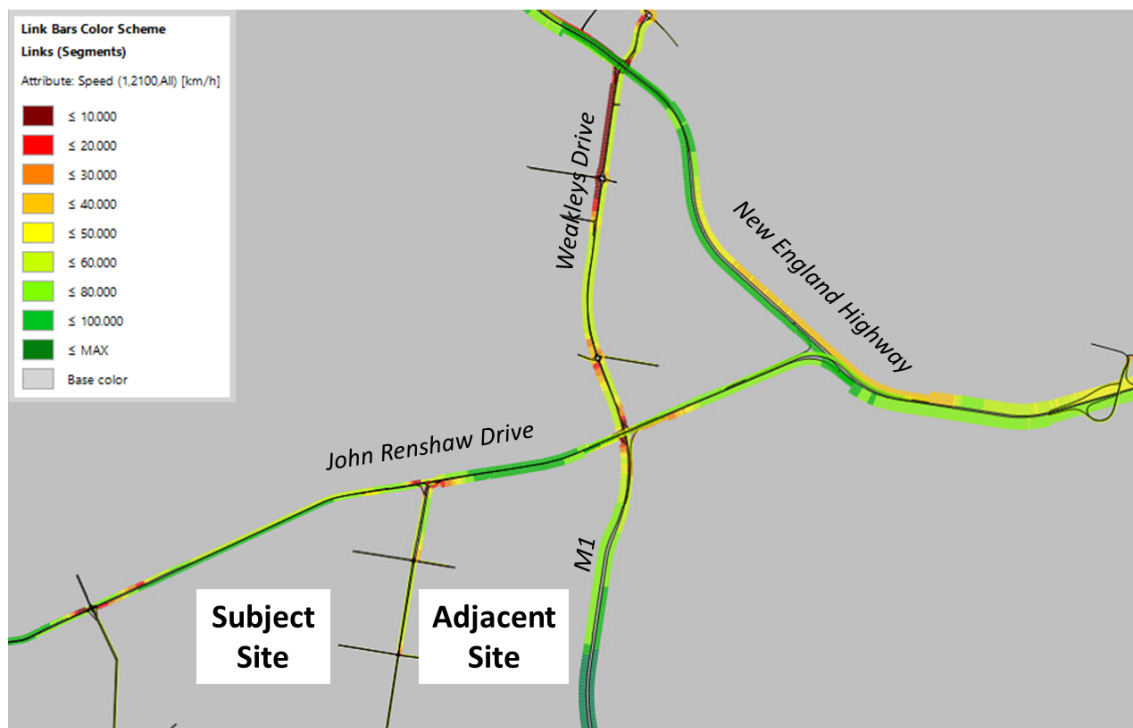 Link Bars Color Scheme
Links (Segments)
Attribute: Speed (1,2100,All) [km/h]
≤ 10.000
≤ 20.000
≤ 30.000
≤ 40.000
≤ 50.000
≤ 60.000
≤ 80.000
≤ 100.000
≤ MAX
Base color
Weakleys Drive
New England Highway
John Renshaw Drive
M1
Subject
Site
Adjacent
Site